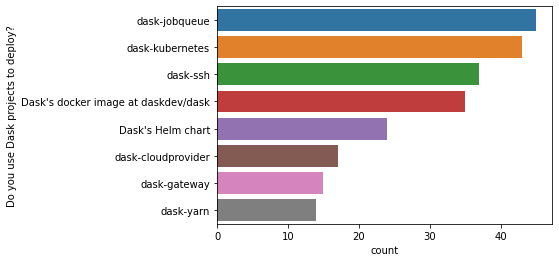 Do you use Dask projects to deploy?
dask-jobqueue
dask-kubernetes
dask-ssh
Dask's docker image at daskdev/dask
Dask's Helm chart
dask-cloudprovider
dask-gateway
dask-yarn
0 10 20 30 40
count